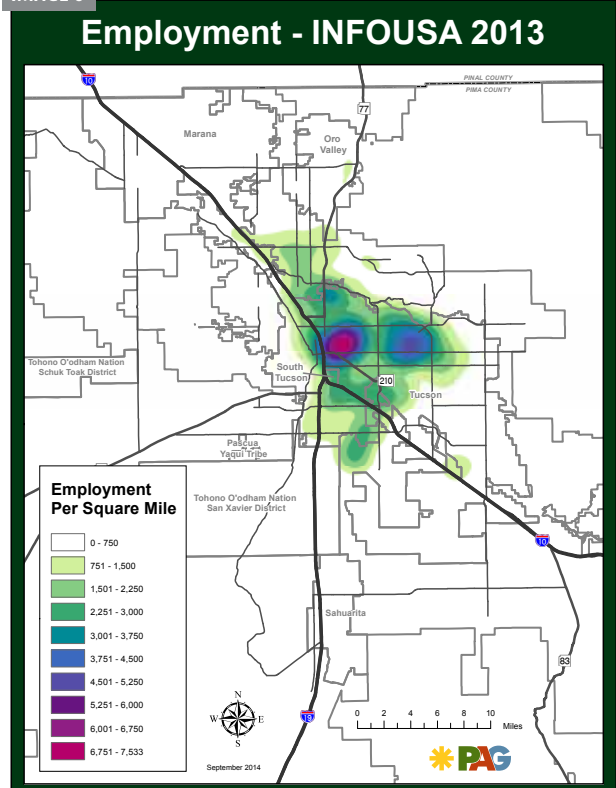 Employment - INFOUSA 2013
10
PINAL COUNTY
PIMA COUNTY
77
Marana
Oro
Valley
Tohono O'odham Nation
Schuk Toak District
South
Tucson
210
Tucson
Pascua
Yaqui Tribe
Tohono O'odham Nation
San Xavier District
10
Sahuarita
83
19
Employment
Per Square Mile
0 - 750
751 - 1,500
1,501 - 2,250
2,251 - 3,000
3,001 - 3,750
3,751 - 4,500
4,501 - 5,250
5,251 - 6,000
6,001 - 6,750
6,751 - 7,533
N
W E
S
September 2014
0 2 4 6 8 10
Miles
PAG